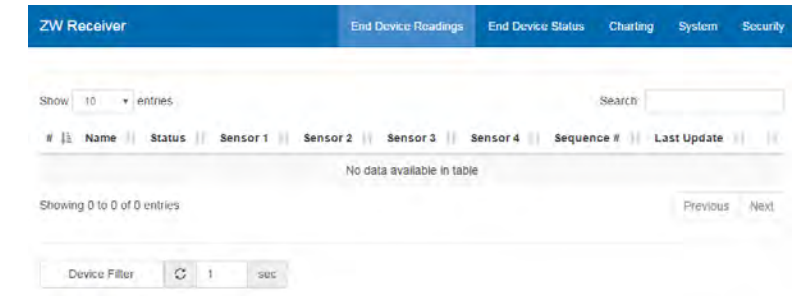 ZW Receiver End Device Readings End Device Status Charting System Security
Show 10 entries Search
# Name Status Sensor 1 Sensor 2 Sensor 3 Sensor 4 Sequence # Last Update
No data available in table
Showing 0 to 0 of 0 entries Previous Next
Device Filter 1 sec